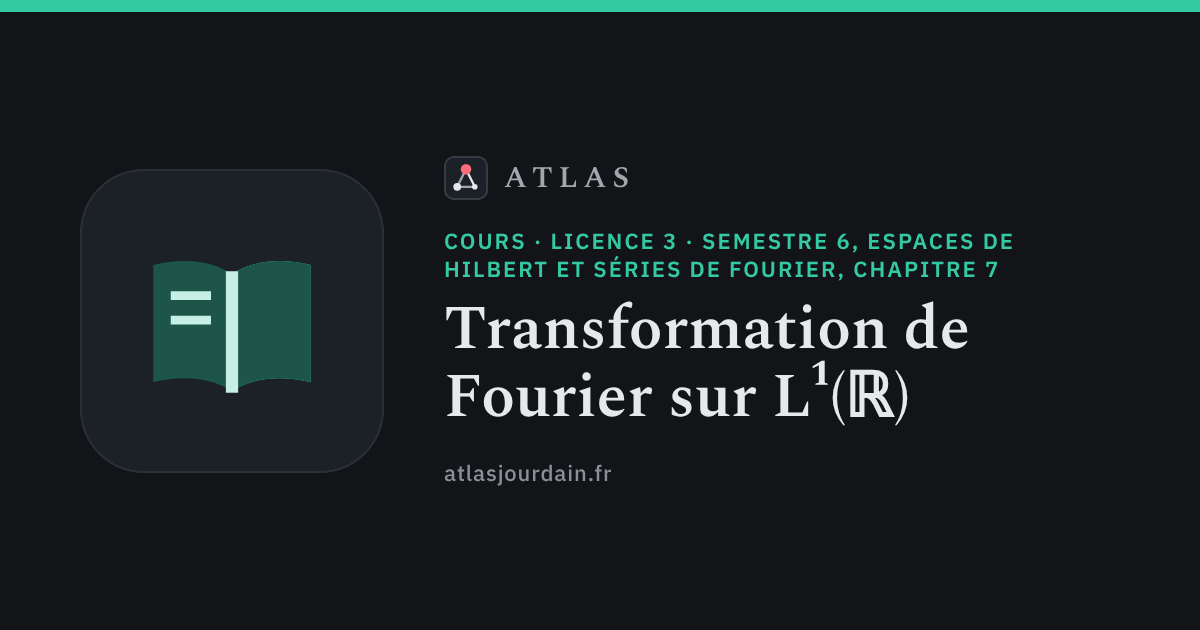 ATLAS
COURS · LICENCE 3 · SEMESTRE 6, ESPACES DE
HILBERT ET SÉRIES DE FOURIER, CHAPITRE 7
Transformation de
Fourier sur L¹(ℝ)
atlasjourdain.fr